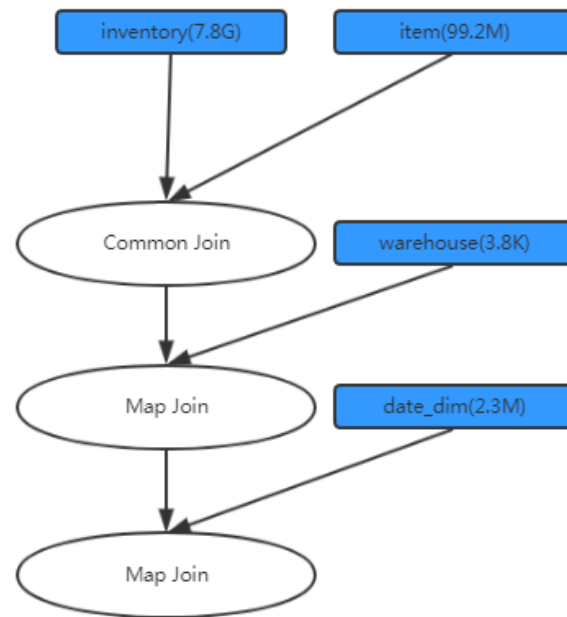 inventory(7.8G)
item(99.2M)
Common Join
warehouse(3.8K)
Map Join
date_dim(2.3M)
Map Join